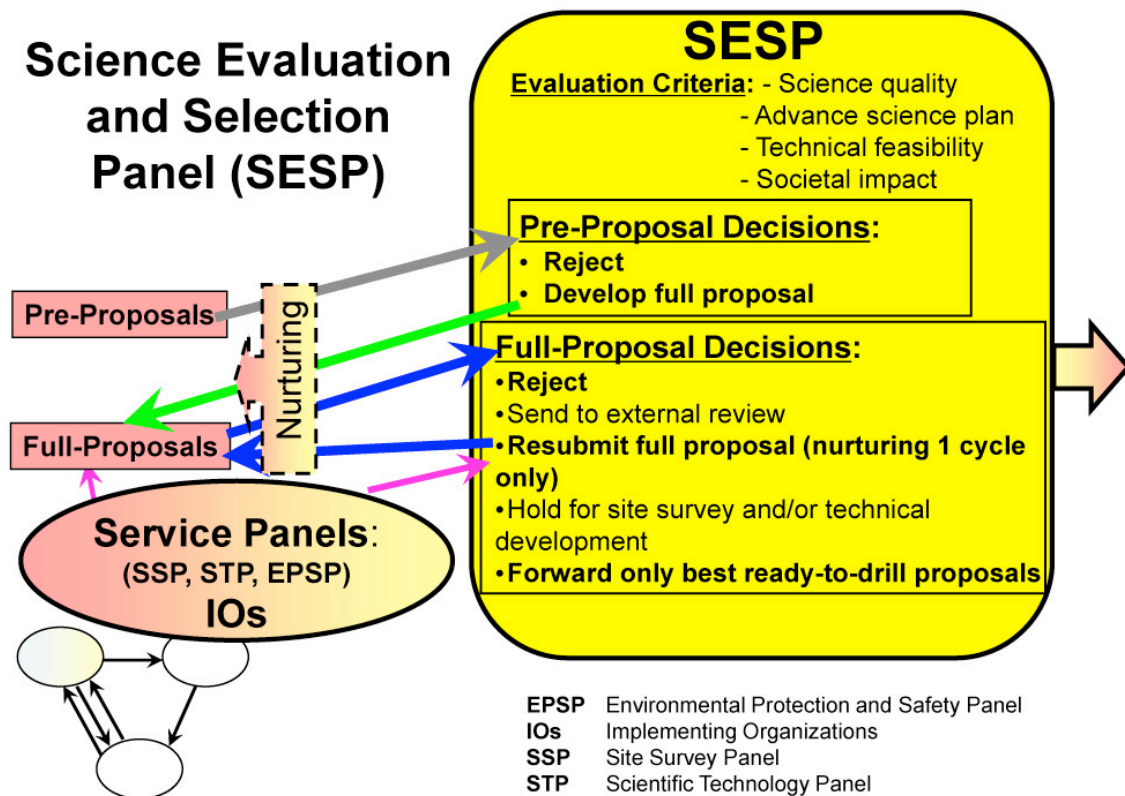 Science Evaluation
and Selection
Panel (SESP)
SESP
Evaluation Criteria: - Science quality
- Advance science plan
- Technical feasibility
- Societal impact
Pre-Proposal Decisions:
• Reject
• Develop full proposal
Pre-Proposals
Nurturing
Full-Proposals
Full-Proposal Decisions:
•Reject
•Send to external review
•Resubmit full proposal (nurturing 1 cycle
only)
•Hold for site survey and/or technical
development
•Forward only best ready-to-drill proposals
Service Panels:
(SSP, STP, EPSP)
IOs
EPSP Environmental Protection and Safety Panel
IOs Implementing Organizations
SSP Site Survey Panel
STP Scientific Technology Panel